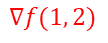 ∇f(1, 2)